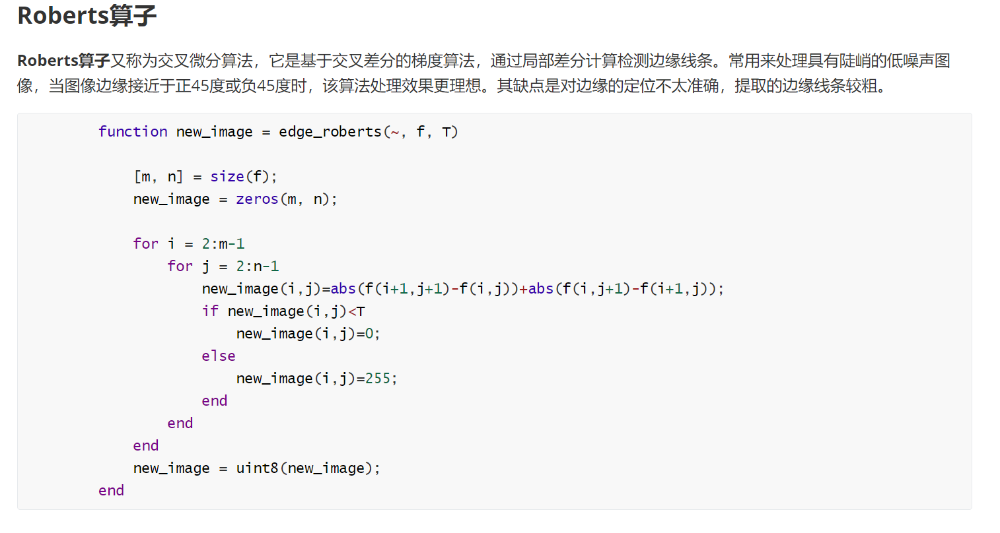 Roberts算子
Roberts算子又称为交叉微分算法，它是基于交叉差分的梯度算法，通过局部差分计算检测边缘线条。常用来处理具有陡峭的低噪声图
像，当图像边缘接近于正45度或负45度时，该算法处理效果更理想。其缺点是对边缘的定位不太准确，提取的边缘线条较粗。
function new_image = edge_roberts(~, f, T)
[m, n] = size(f);
new_image = zeros(m, n);
for i = 2:m-1
for j = 2:n-1
new_image(i,j)=abs(f(i+1,j+1)-f(i,j))+abs(f(i,j+1)-f(i+1,j));
if new_image(i,j)<T
new_image(i,j)=0;
else
new_image(i,j)=255;
end
end
end
new_image = uint8(new_image);
end